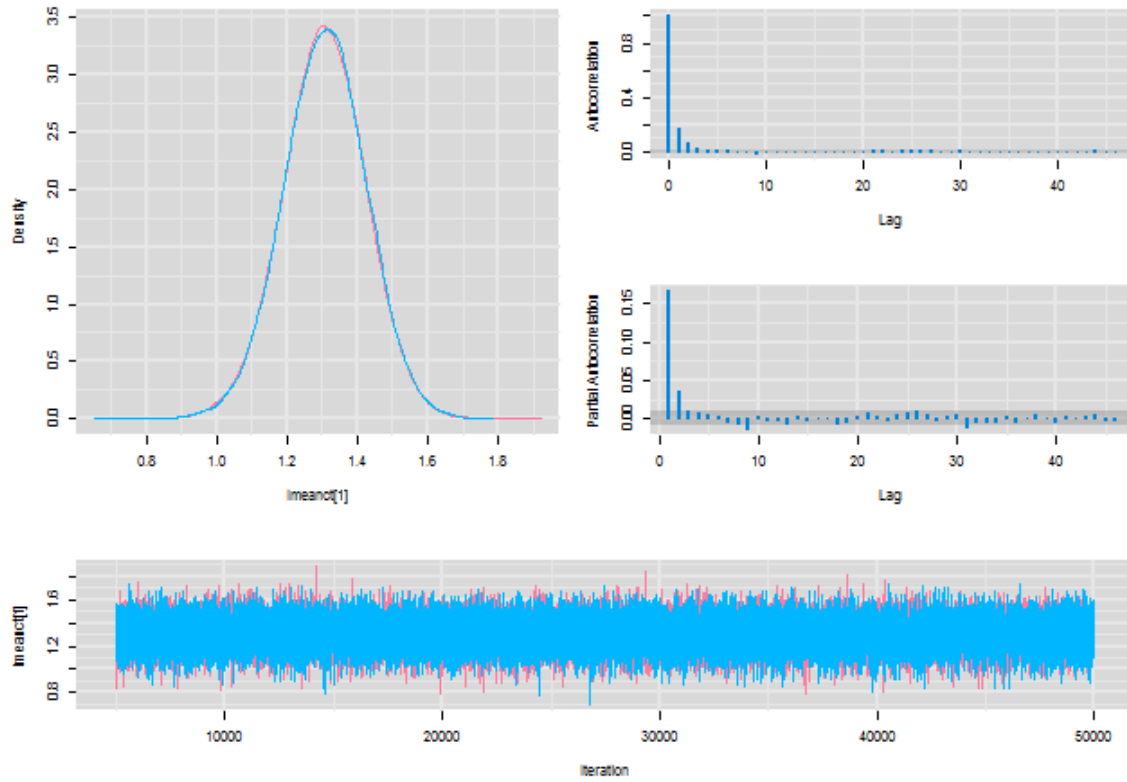 3.5
3.0
2.5
2.0
1.5
1.0
0.5
0.0
Density
0.8 1.0 1.2 1.4 1.6 1.8
lmeanct[1]
0.8
0.4
0.0
Autocorrelation
0 10 20 30 40
Lag
0.15
0.10
0.05
0.00
Partial Autocorrelation
0 10 20 30 40
Lag
1.6
1.2
0.8
lmeanct[1]
10000 20000 30000 40000 50000
Iteration